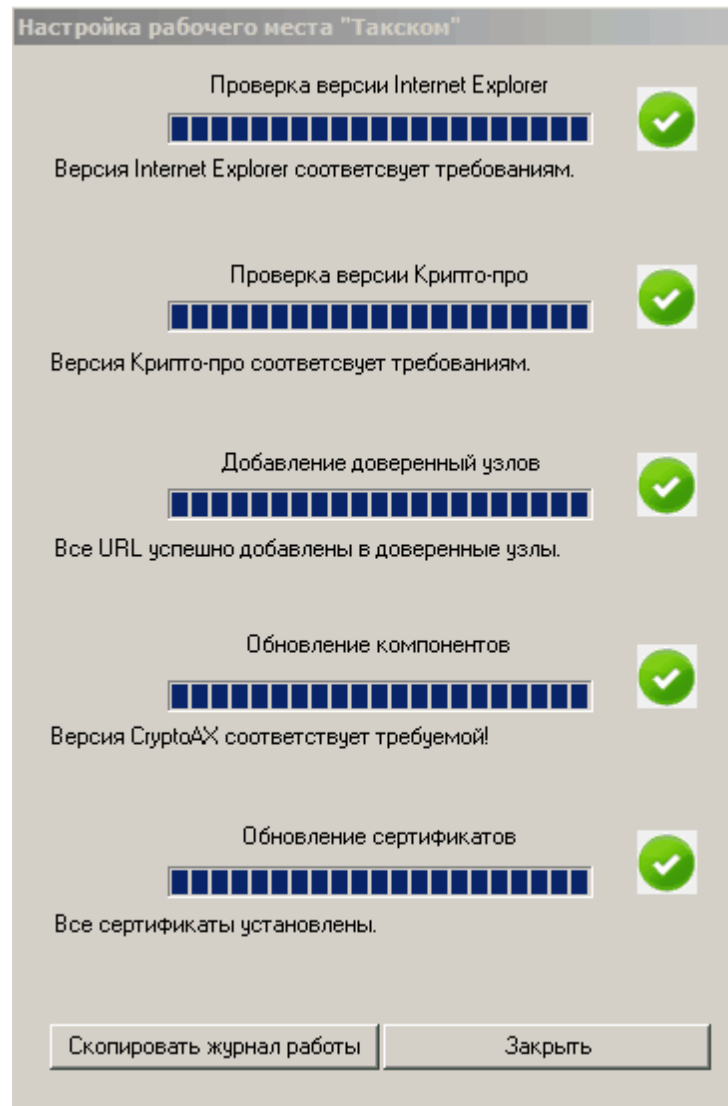 Настройка рабочего места "Такском"
Проверка версии Internet Explorer
Версия Internet Explorer соответсвует требованиям.
Проверка версии Крипто-про
Версия Крипто-про соответсвует требованиям.
Добавление доверенный узлов
Все URL успешно добавлены в доверенные узлы.
Обновление компонентов
Версия CryptoAX соответствует требуемой!
Обновление сертификатов
Все сертификаты установлены.
Скопировать журнал работы
Закрыть